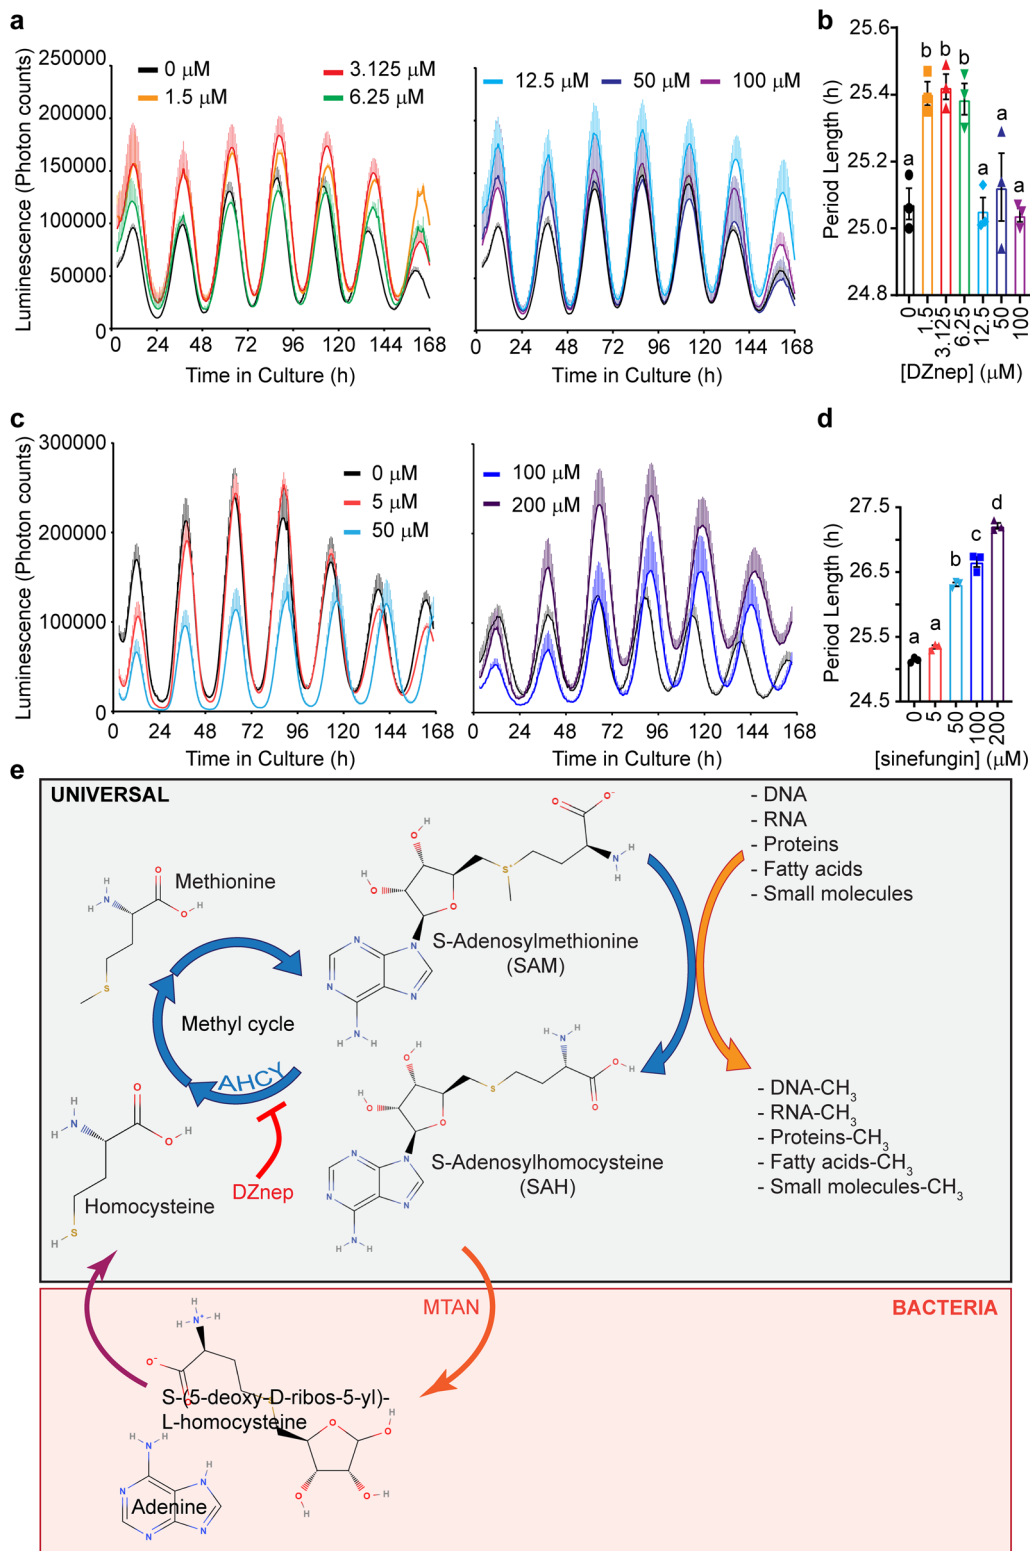 a
250000
200000
150000
100000
50000
0
Luminescence (Photon counts)
0 μM
1.5 μM
3.125 μM
6.25 μM
12.5 μM
50 μM
100 μM
0 24 48 72 96 120 144 168
Time in Culture (h)
0 24 48 72 96 120 144 168
Time in Culture (h)
b
25.6
25.4
25.2
25.0
24.8
Period Length (h)
a b b b a a a
0 1.5 3.125 6.25 12.5 50 100
[DZnep] (μM)
c
300000
200000
100000
0
Luminescence (Photon counts)
0 μM
5 μM
50 μM
100 μM
200 μM
0 24 48 72 96 120 144 168
Time in Culture (h)
0 24 48 72 96 120 144 168
Time in Culture (h)
d
27.5
26.5
25.5
24.5
Period Length (h)
a a b c d
0 5 50 100 200
[sinefungin] (μM)
e
UNIVERSAL
Methionine
S-Adenosylmethionine
(SAM)
- DNA
- RNA
- Proteins
- Fatty acids
- Small molecules
Methyl cycle
AHCY
DZnep
Homocysteine
S-Adenosylhomocysteine
(SAH)
- DNA-CH₃
- RNA-CH₃
- Proteins-CH₃
- Fatty acids-CH₃
- Small molecules-CH₃
MTAN
BACTERIA
S-(5-deoxy-D-ribos-5-yl)-
L-homocysteine
Adenine